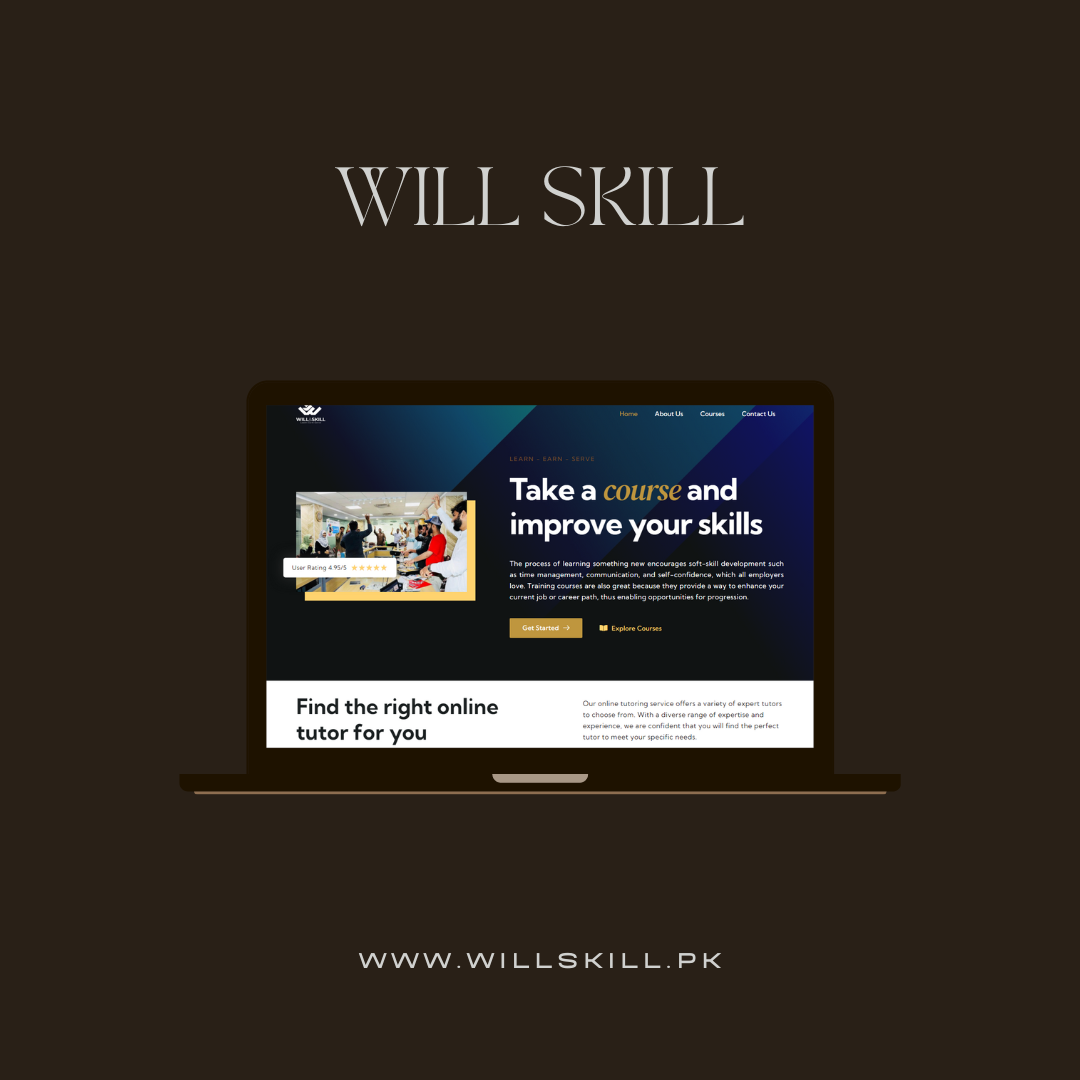 WILL SKILL
WILL&SKILL
Home About Us Courses Contact Us
LEARN - EARN - SERVE
Take a course and
improve your skills
The process of learning something new encourages soft-skill development such
as time management, communication, and self-confidence, which all employers
love. Training courses are also great because they provide a way to enhance your
current job or career path, thus enabling opportunities for progression.
User Rating 4.95/5
Get Started → Explore Courses
Find the right online
tutor for you
Our online tutoring service offers a variety of expert tutors
to choose from. With a diverse range of expertise and
experience, we are confident that you will find the perfect
tutor to meet your specific needs.
WWW.WILLSKILL.PK